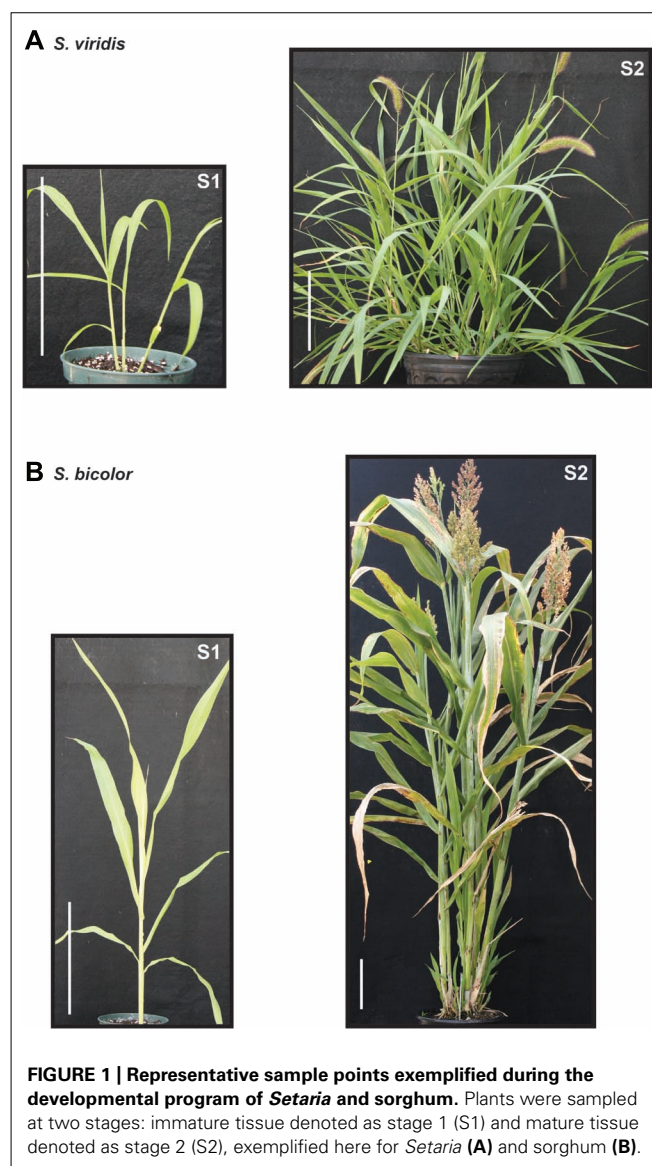 A S. viridis
S2
S1
B S. bicolor
S2
S1
FIGURE 1 | Representative sample points exemplified during the
developmental program of Setaria and sorghum. Plants were sampled
at two stages: immature tissue denoted as stage 1 (S1) and mature tissue
denoted as stage 2 (S2), exemplified here for Setaria (A) and sorghum (B).